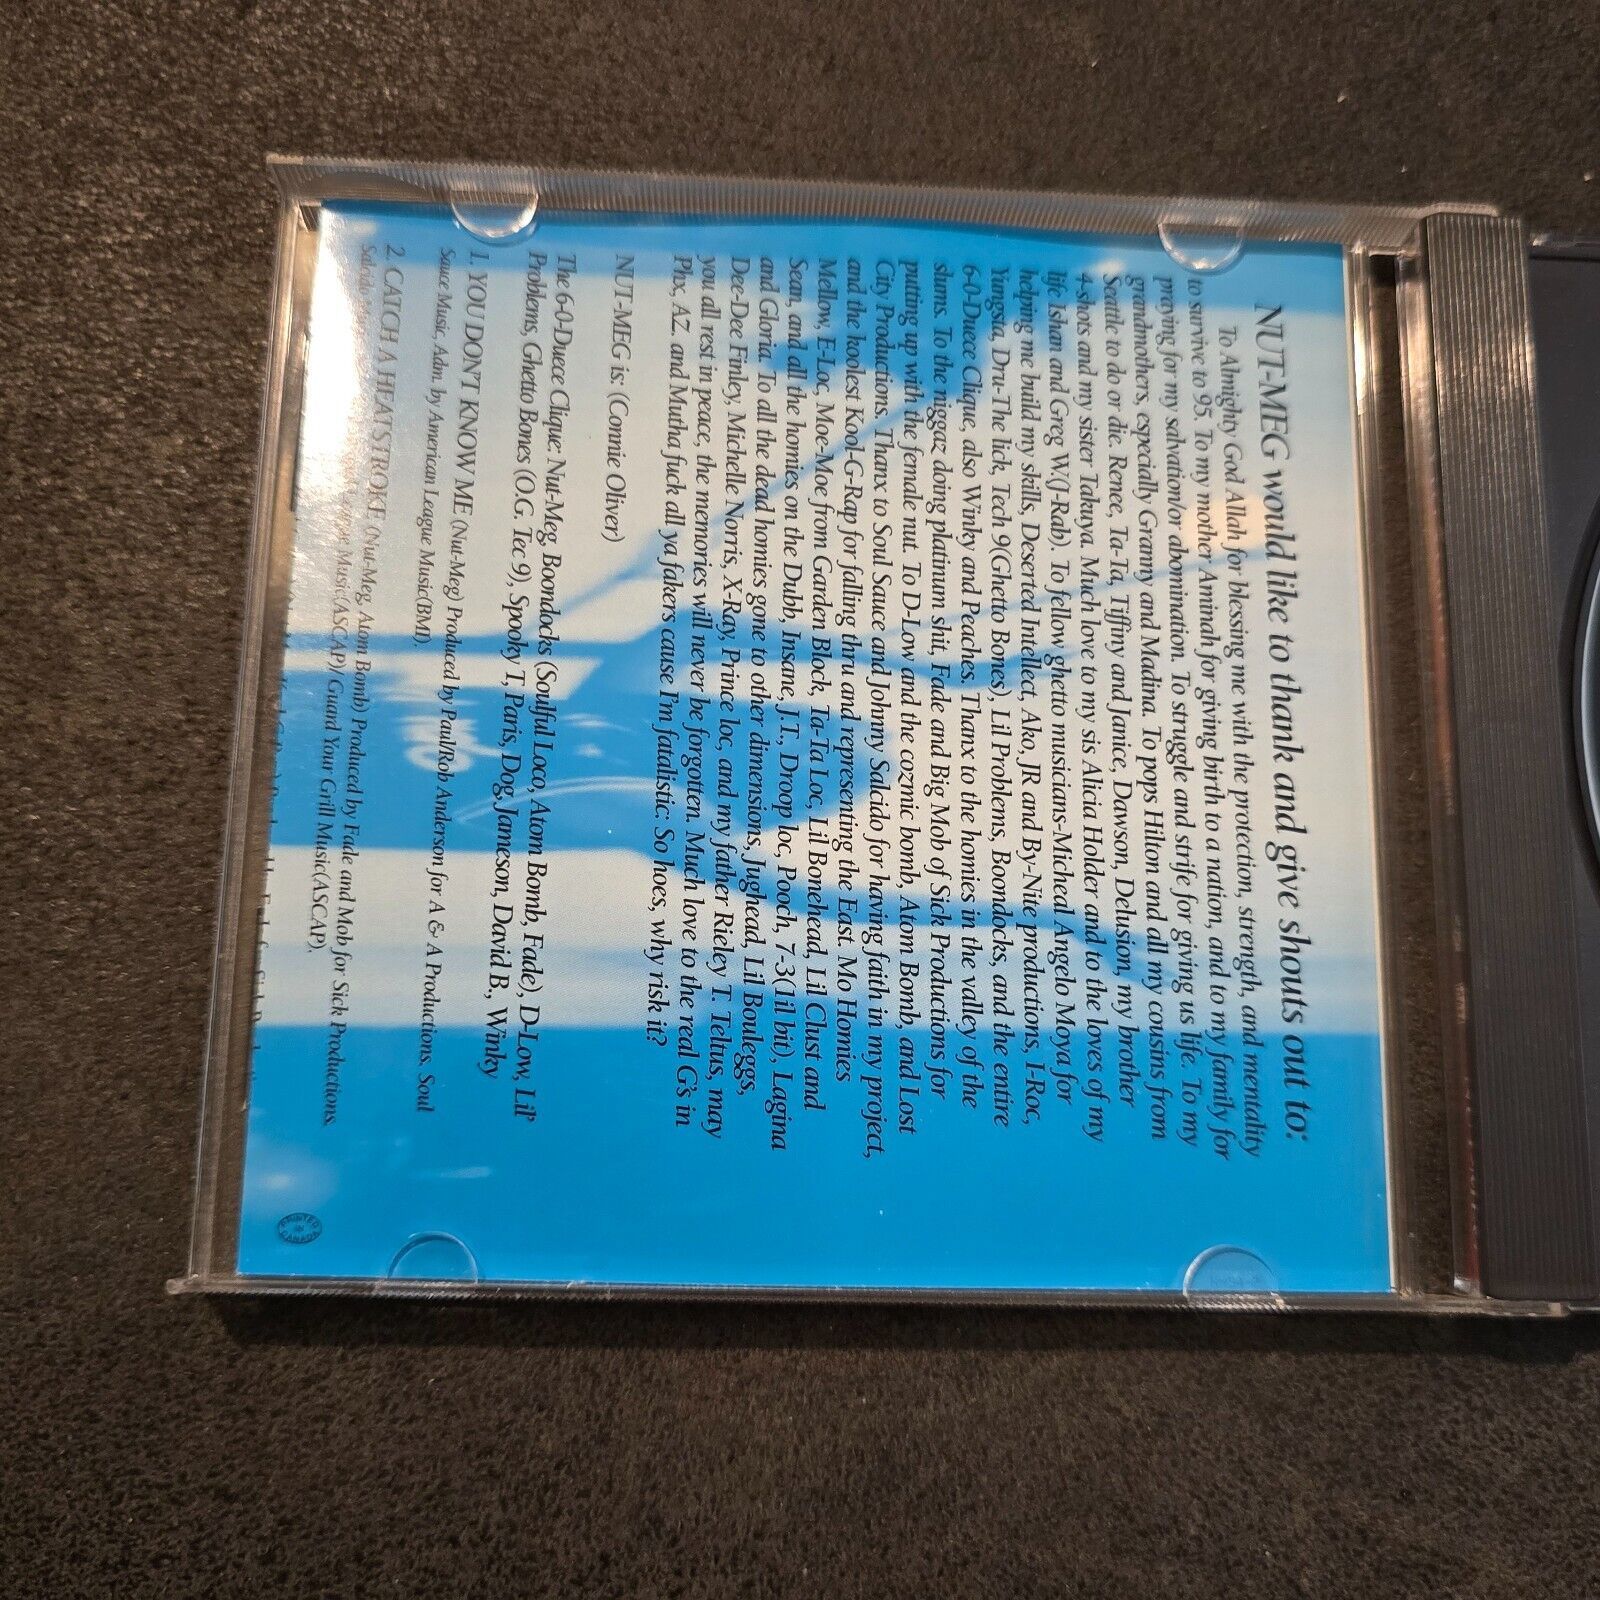 NUT-MEG would like to thank and give shouts out to:
To Almighty God Allah for blessing me with the protection, strength, and mentality
to survive to 95. To my mother Aminah for giving birth to a nation, and to my family for
praying for my salvation/or abomination. To struggle and strife for giving us life. To my
grandmothers, especially Granny and Madina. To pops Hilton and all my cousins from
Seattle to do or die. Renee, Ta-Ta, Tiffiny and Janice, Dawson, Delusion, my brother
4-shots and my sister Takuya. Much love to my sis Alicia Holder and to the loves of my
life Ishan and Greg W.(J-Rab). To fellow ghetto musicians-Micheal Angelo Moya for
helping me build my skills, Deserted Intellect, Ako, JR and By-Nite productions, I-Roc,
Yungsta, Dru-The lick, Tech 9(Ghetto Bones), Lil Problems, Boondocks, and the entire
6-0-Duece Clique, also Winky and Peaches. Thanx to the homies in the valley of the
slums. To the niggaz doing platinum shit, Fade and Big Mob of Sick Productions for
putting up with the female nut. To D-Low and the cozmic bomb, Atom Bomb, and Lost
City Productions. Thanx to Soul Sauce and Johnny Salcido for having faith in my project,
and the koolest Kool-G-Rap for falling thru and representing the East. Mo Homies
Mellow, E-Loc, Moe-Moe from Garden Block, Ta-Ta Loc, Lil Bonehead, Lil Clust and
Sean, and all the homies on the Dubb, Insane, J.T., Droop loc, Pooch, 7-3(1il bit), Lagina
and Gloria. To all the dead homies gone to other dimensions, Jughead, Lil Bouleggs,
Dee-Dee Finley, Michelle Norris, X-Ray, Prince loc, and my father Rieley T. Teltus, may
you all rest in peace, the memories will never be forgotten. Much love to the real G's in
Phx, AZ. and Mutha fuck all ya fakers cause I'm fatalistic: So hoes, why risk it?
NUT-MEG is: (Connie Oliver)
The 6-0-Duece Clique: Nut-Meg, Boondocks (Soulful Loco, Atom Bomb, Fade), D-Low, Lil'
Problems, Ghetto Bones (O.G. Tec 9), Spooky T, Paris, Dog, Jameson, David B., Winky
1. YOU DON'T KNOW ME (Nut-Meg) Produced by Paul/Rob Anderson for A & A Productions. Soul
Sauce Music, Adm. by American League Music(BMI).
2. CATCH A HEATSTROKE (Nut-Meg, Atom Bomb) Produced by Fade and Mob for Sick Productions.
Salcido Music(ASCAP)/ Guard Your Grill Music(ASCAP).
PRINTED IN CANADA